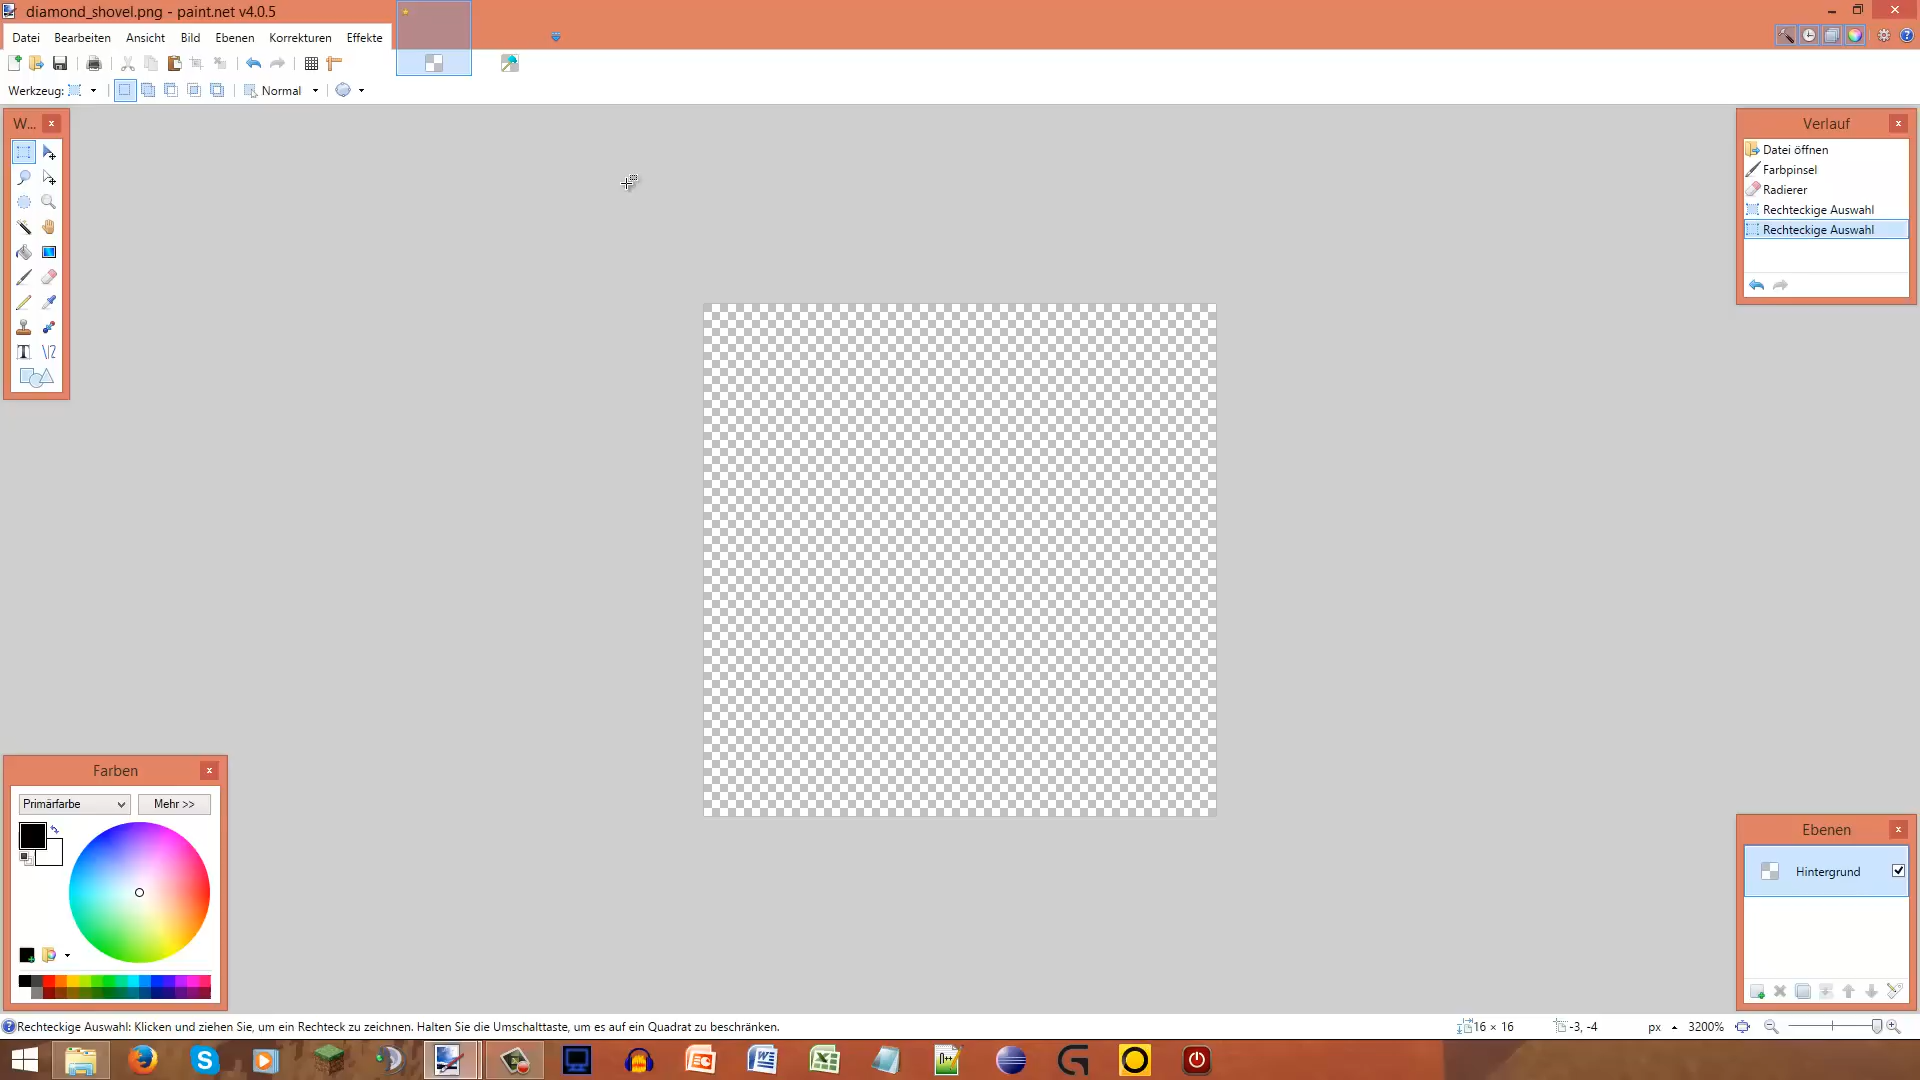 diamond_shovel.png - paint.net v4.0.5
Datei Bearbeiten Ansicht Bild Ebenen Korrekturen Effekte
Werkzeug: Normal
W...
Verlauf
Datei öffnen
Farbpinsel
Radierer
Rechteckige Auswahl
Rechteckige Auswahl
Farben
Primärfarbe Mehr >>
Ebenen
Hintergrund
Rechteckige Auswahl: Klicken und ziehen Sie, um ein Rechteck zu zeichnen. Halten Sie die Umschalttaste, um es auf ein Quadrat zu beschränken.
16 × 16 -3, -4 px 3200%